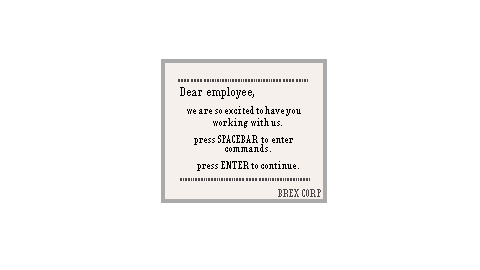 Dear employee,
we are so excited to have you
working with us.
press SPACEBAR to enter
commands.
press ENTER to continue.
BREX CORP